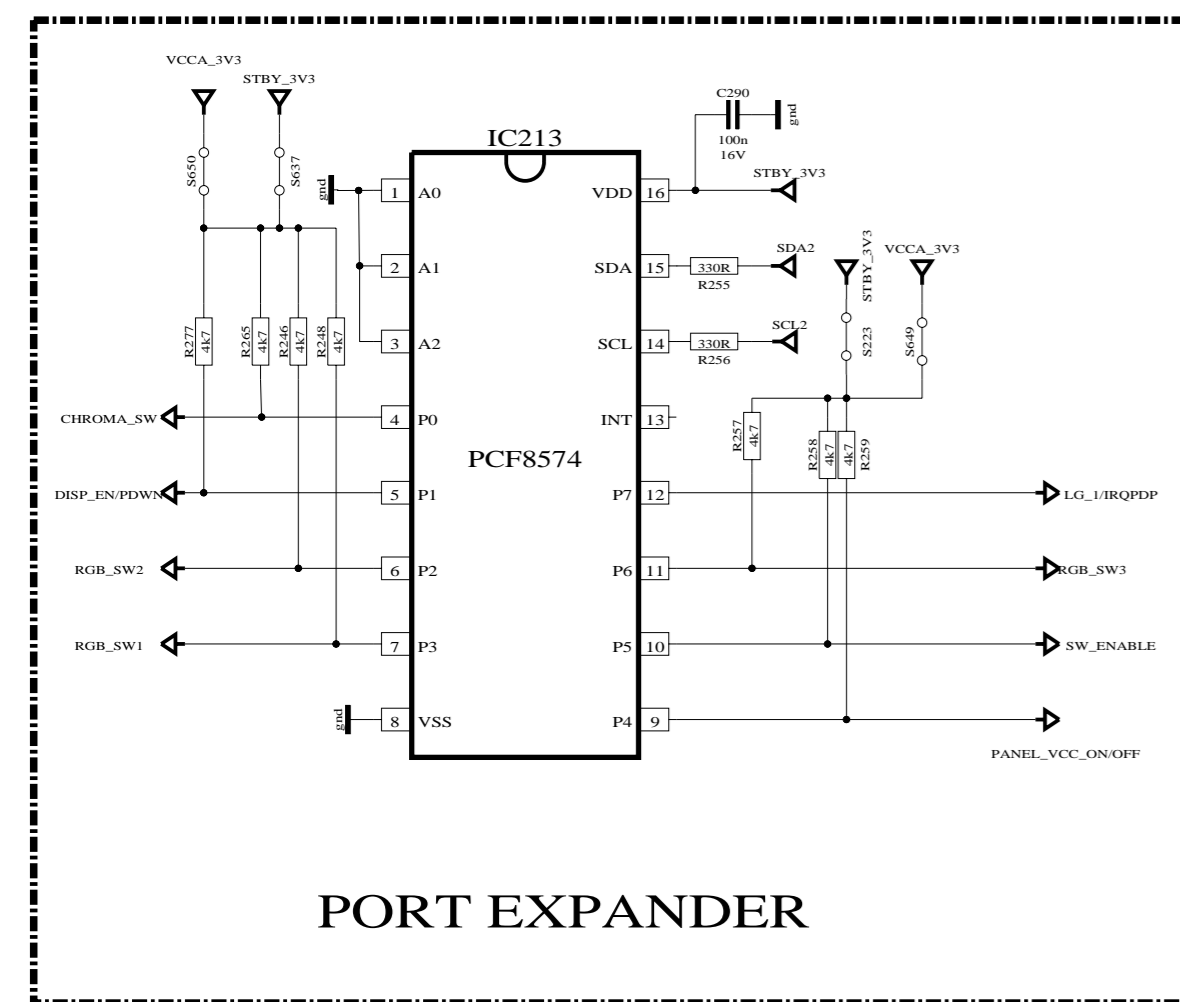 VCCA_3V3
STBY_3V3
S650
S637
gnd
IC213
C290
100n
16V
gnd
STBY_3V3
1 A0
VDD 16
2 A1
SDA 15
330R
R255
SDA2
STBY_3V3
VCCA_3V3
3 A2
SCL 14
330R
R256
SCL2
S223
S649
R277 4k7
R265 4k7
R246 4k7
R248 4k7
CHROMA_SW
4 P0
INT 13
R257 4k7
R258 4k7
4k7 R259
PCF8574
DISP_EN/PDWN
5 P1
P7 12
LG_1/IRQPDP
RGB_SW2
6 P2
P6 11
RGB_SW3
RGB_SW1
7 P3
P5 10
SW_ENABLE
gnd
8 VSS
P4 9
PANEL_VCC_ON/OFF
PORT EXPANDER